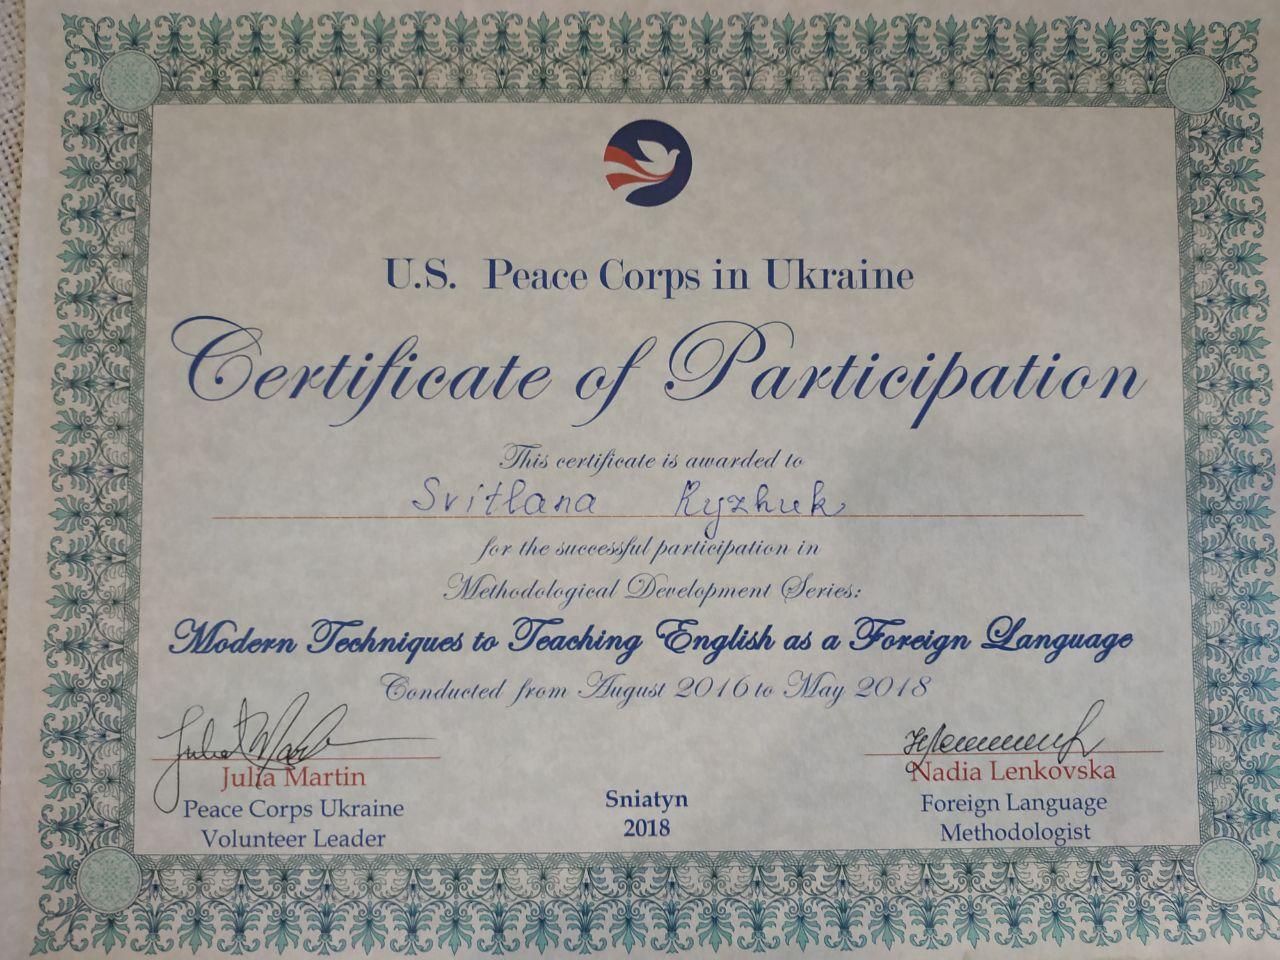 U.S. Peace Corps in Ukraine
Certificate of Participation
This certificate is awarded to
Svitlana Ryzhuk
for the successful participation in
Methodological Development Series:
Modern Techniques to Teaching English as a Foreign Language
Conducted from August 2016 to May 2018
Julia Martin
Peace Corps Ukraine
Volunteer Leader
Sniatyn
2018
Nadia Lenkovska
Foreign Language
Methodologist